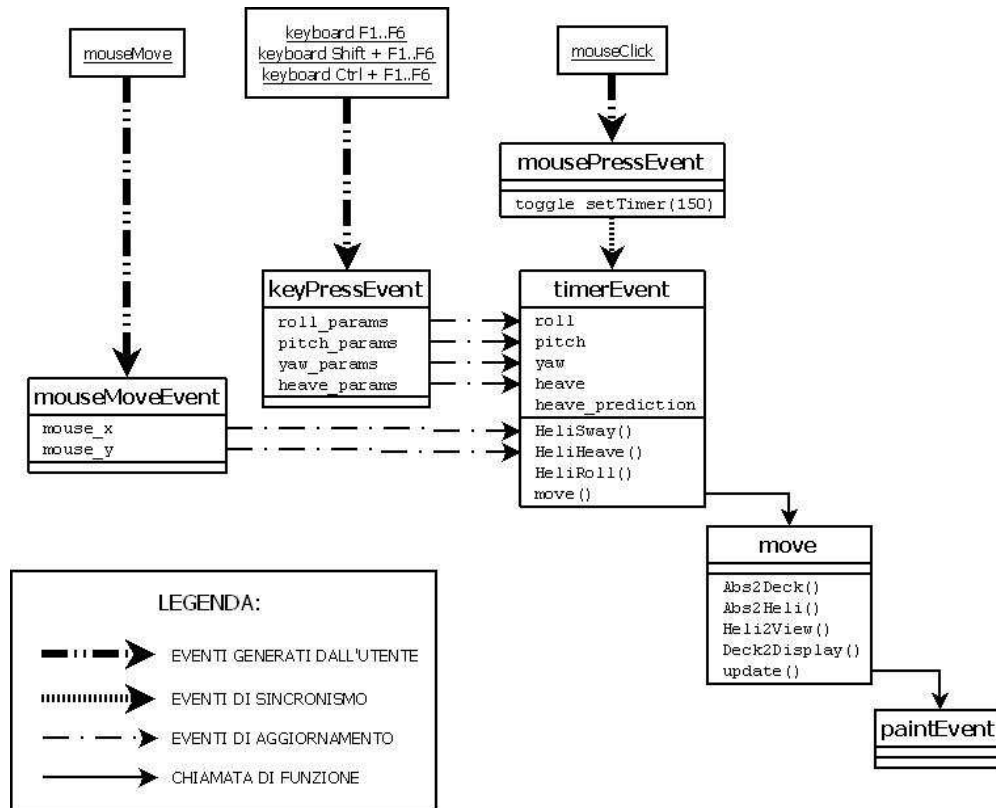 mouseMove
keyboard F1..F6
keyboard Shift + F1..F6
keyboard Ctrl + F1..F6
mouseClick
mousePressEvent
toggle setTimer(150)
keyPressEvent
roll_params
pitch_params
yaw_params
heave_params
timerEvent
roll
pitch
yaw
heave
heave_prediction
HeliSway()
HeliHeave()
HeliRoll()
move()
mouseMoveEvent
mouse_x
mouse_y
move
Abs2Deck()
Abs2Heli()
Heli2View()
Deck2Display()
update()
paintEvent
LEGENDA:
EVENTI GENERATI DALL'UTENTE
EVENTI DI SINCRONISMO
EVENTI DI AGGIORNAMENTO
CHIAMATA DI FUNZIONE